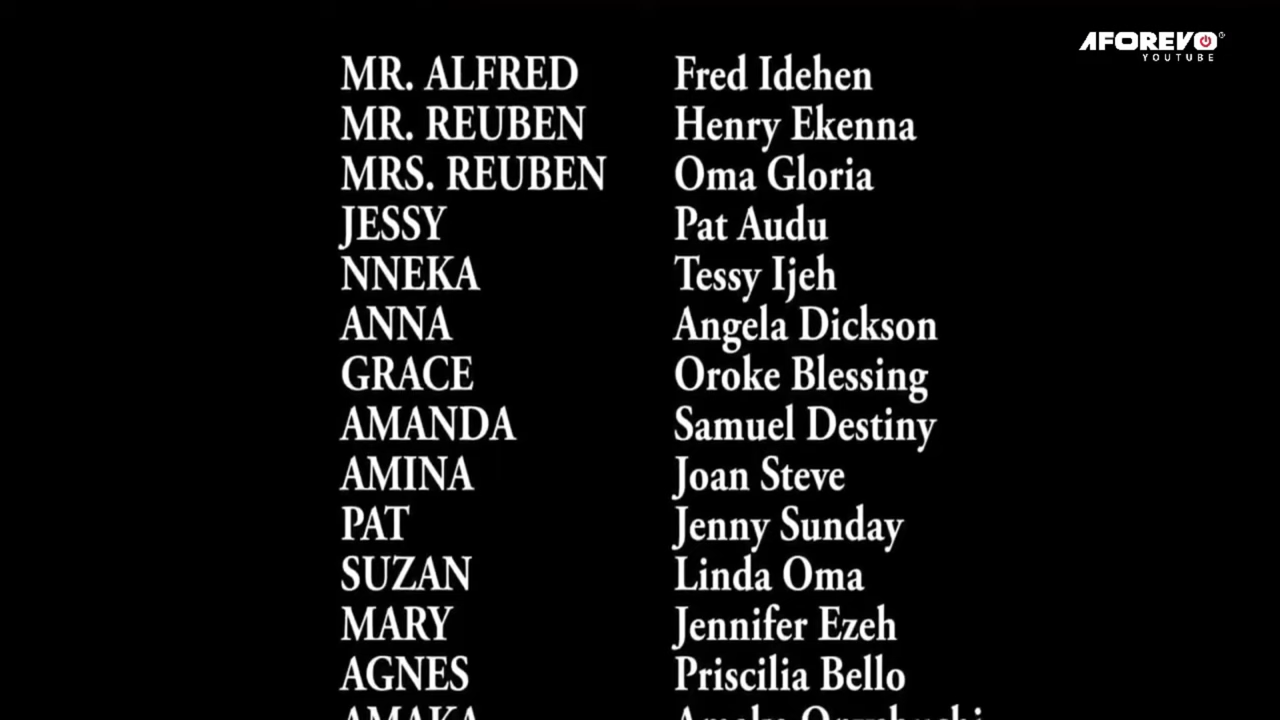 AFOREVO
YOUTUBE
MR. ALFRED Fred Idehen
MR. REUBEN Henry Ekenna
MRS. REUBEN Oma Gloria
JESSY Pat Audu
NNEKA Tessy Ijeh
ANNA Angela Dickson
GRACE Oroke Blessing
AMANDA Samuel Destiny
AMINA Joan Steve
PAT Jenny Sunday
SUZAN Linda Oma
MARY Jennifer Ezeh
AGNES Priscilia Bello
AMAKA